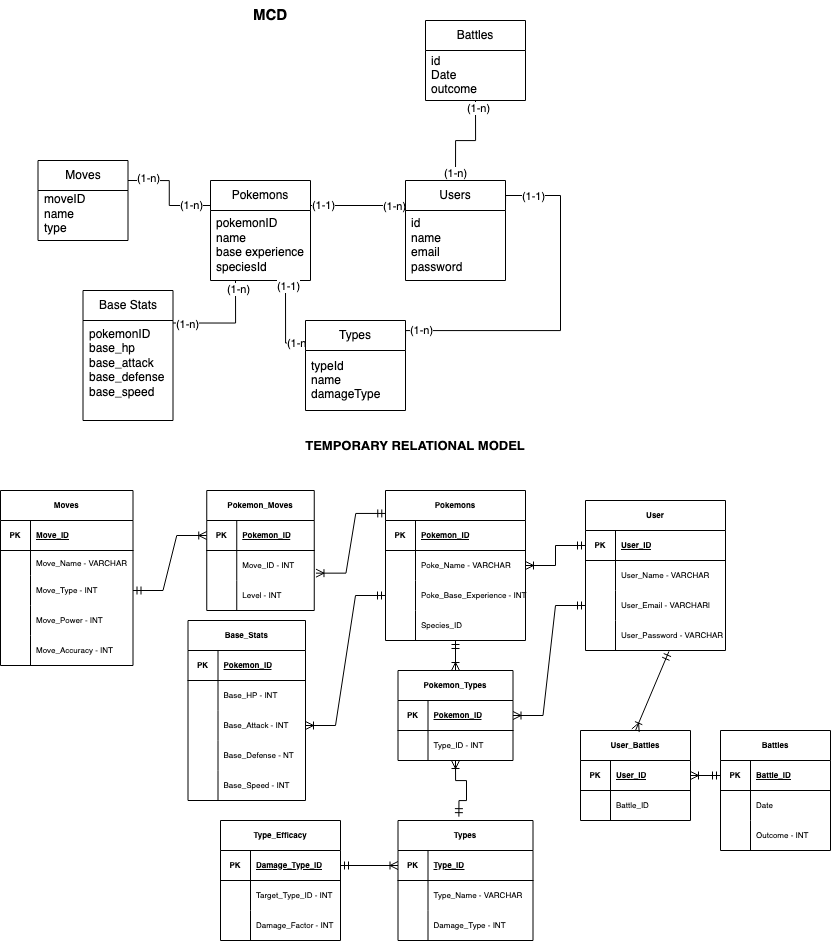 MCD
Battles
id
Date
outcome
(1-n)
(1-n)
Moves
moveID
name
type
(1-n)
(1-n)
Pokemons
pokemonID
name
base experience
speciesId
(1-1)
(1-n)
Users
id
name
email
password
(1-1)
(1-n)
(1-1)
Base Stats
pokemonID
base_hp
base_attack
base_defense
base_speed
(1-n)
(1-n
Types
typeId
name
damageType
(1-n)
TEMPORARY RELATIONAL MODEL
Moves
PK Move_ID
Move_Name - VARCHAR
Move_Type - INT
Move_Power - INT
Move_Accuracy - INT
Pokemon_Moves
PK Pokemon_ID
Move_ID - INT
Level - INT
Pokemons
PK Pokemon_ID
Poke_Name - VARCHAR
Poke_Base_Experience - INT
Species_ID
User
PK User_ID
User_Name - VARCHAR
User_Email - VARCHARI
User_Password - VARCHAR
Base_Stats
PK Pokemon_ID
Base_HP - INT
Base_Attack - INT
Base_Defense - NT
Base_Speed - INT
Pokemon_Types
PK Pokemon_ID
Type_ID - INT
User_Battles
PK User_ID
Battle_ID
Battles
PK Battle_ID
Date
Outcome - INT
Type_Efficacy
PK Damage_Type_ID
Target_Type_ID - INT
Damage_Factor - INT
Types
PK Type_ID
Type_Name - VARCHAR
Damage_Type - INT